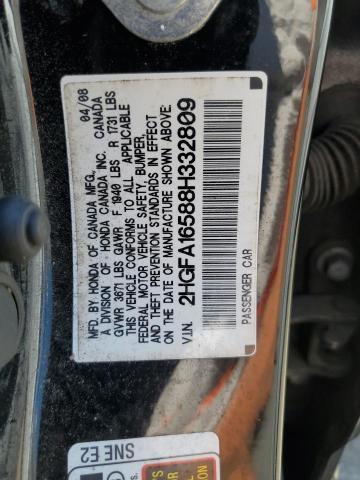 MFD. BY HONDA OF CANADA MFG., 04/08
A DIVISION OF HONDA CANADA INC. CANADA
GVWR 3671 LBS GAWR F 1940 LBS R 1731 LBS
THIS VEHICLE CONFORMS TO ALL APPLICABLE
FEDERAL MOTOR VEHICLE SAFETY, BUMPER,
AND THEFT PREVENTION STANDARDS IN EFFECT
ON THE DATE OF MANUFACTURE SHOWN ABOVE.
V.I.N. 2HGFA16588H332809
PASSENGER CAR
SNE E2